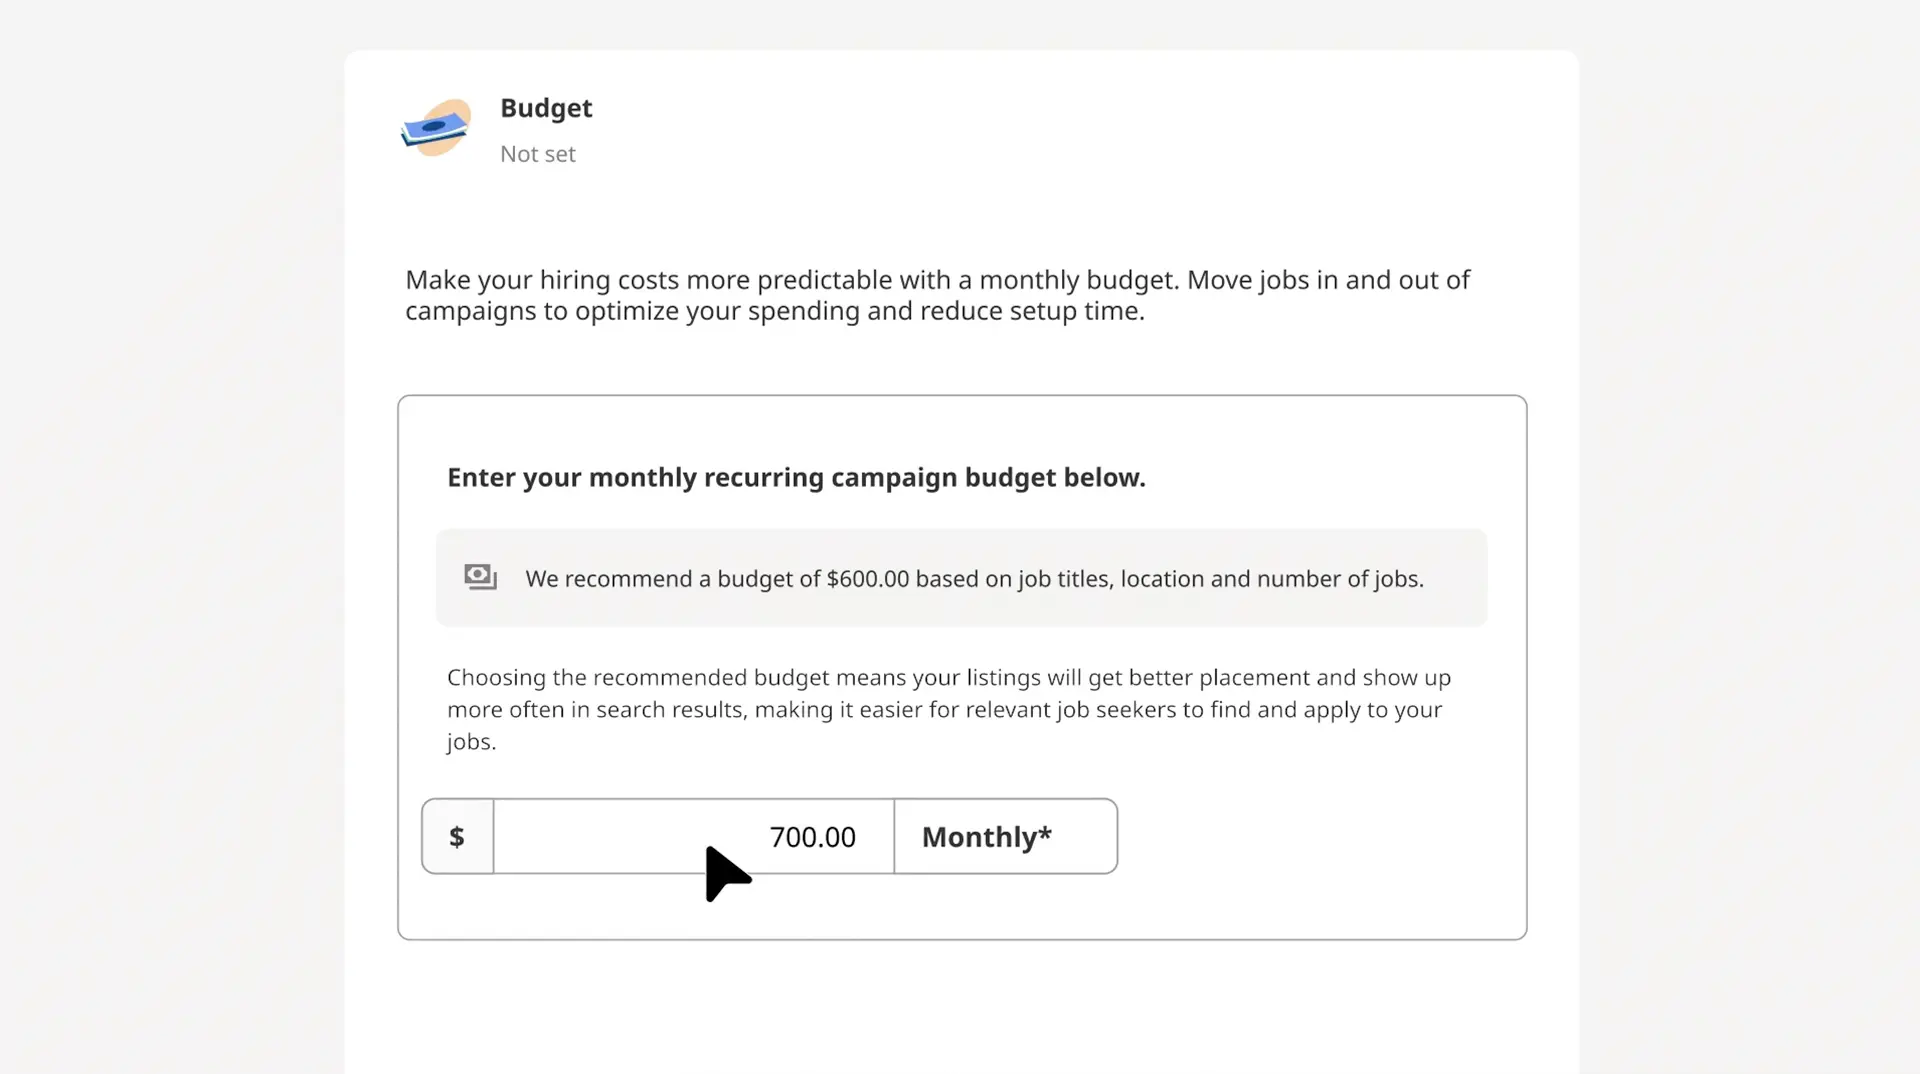 Budget
Not set
Make your hiring costs more predictable with a monthly budget. Move jobs in and out of
campaigns to optimize your spending and reduce setup time.
Enter your monthly recurring campaign budget below.
We recommend a budget of $600.00 based on job titles, location and number of jobs.
Choosing the recommended budget means your listings will get better placement and show up
more often in search results, making it easier for relevant job seekers to find and apply to your
jobs.
$ 700.00 Monthly*